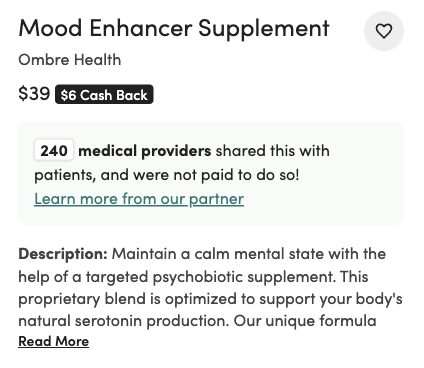 Mood Enhancer Supplement
Ombre Health
$39 $6 Cash Back
240 medical providers shared this with
patients, and were not paid to do so!
Learn more from our partner
Description: Maintain a calm mental state with the
help of a targeted psychobiotic supplement. This
proprietary blend is optimized to support your body's
natural serotonin production. Our unique formula
Read More